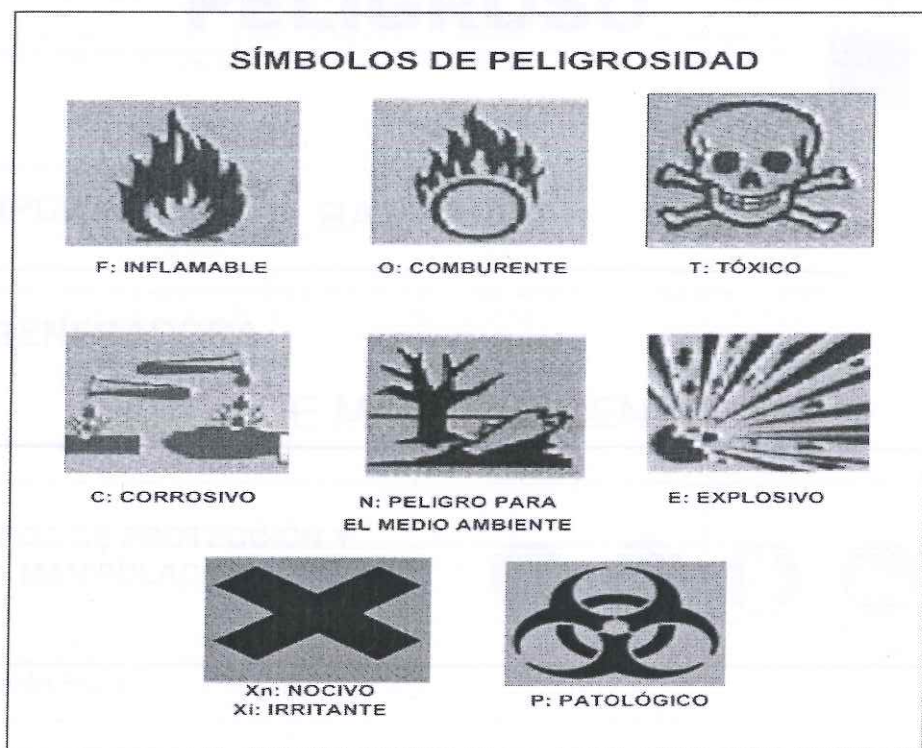 SÍMBOLOS DE PELIGROSIDAD
F: INFLAMABLE
O: COMBURENTE
T: TÓXICO
C: CORROSIVO
N: PELIGRO PARA
EL MEDIO AMBIENTE
E: EXPLOSIVO
Xn: NOCIVO
Xi: IRRITANTE
P: PATOLÓGICO